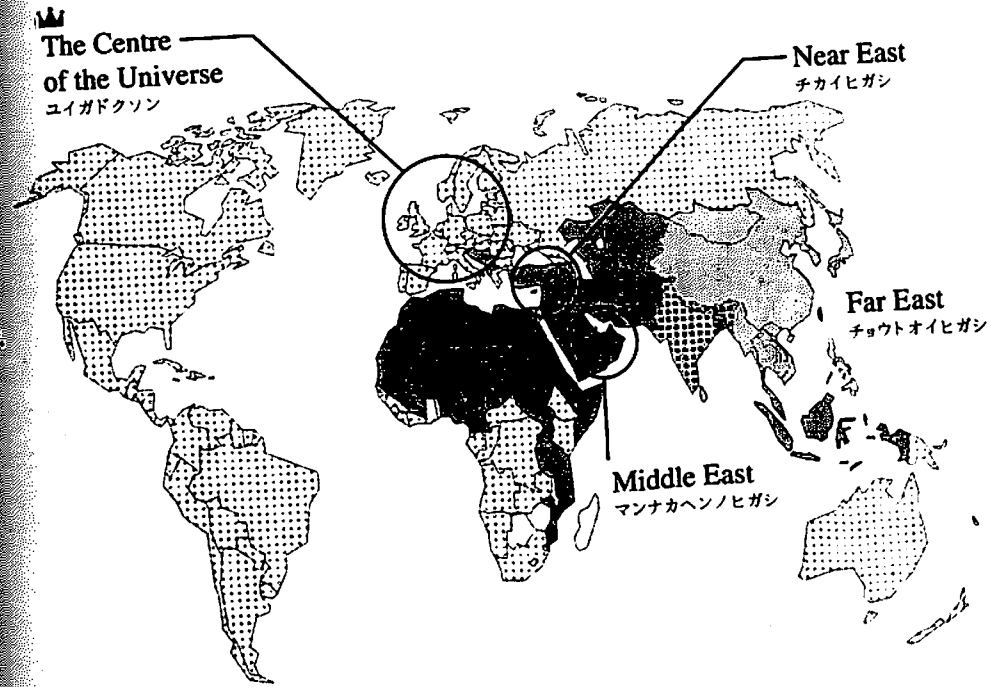 The Centre
of the Universe
ユイガドクソン
Near East
チカイヒガシ
Far East
チョウトオイヒガシ
Middle East
マンナカヘンノヒガシ